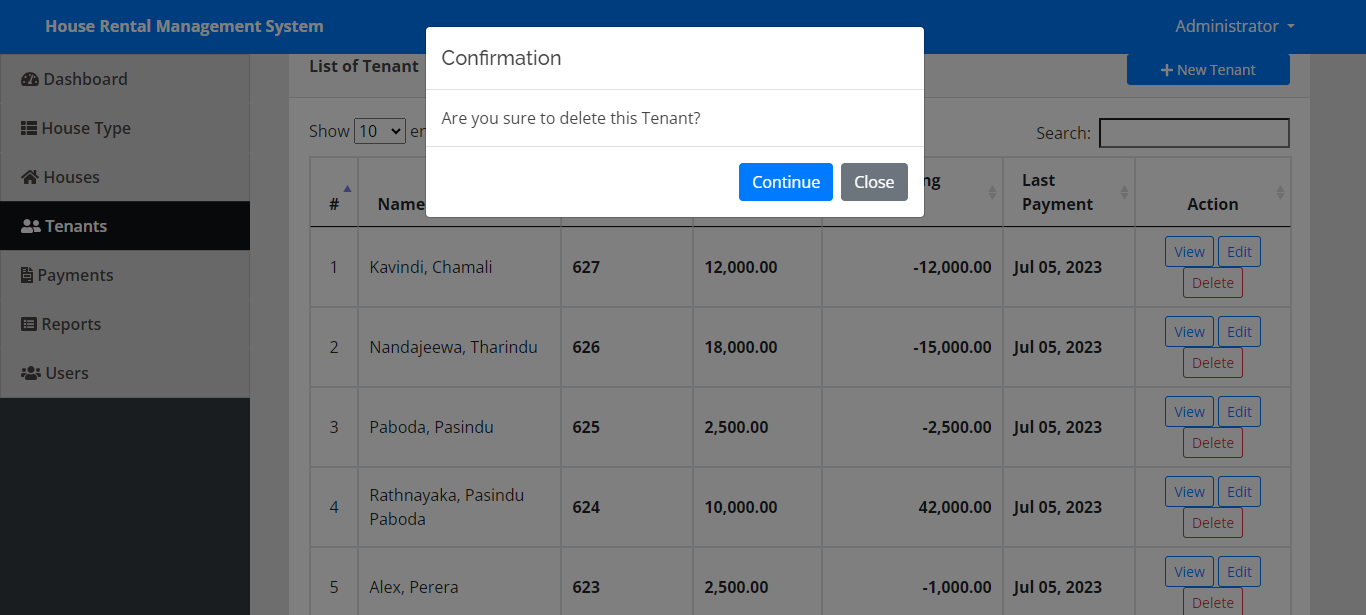 House Rental Management System
Administrator
Confirmation
Are you sure to delete this Tenant?
Continue
Close
Dashboard
House Type
Houses
Tenants
Payments
Reports
Users
List of Tenant
New Tenant
Show 10
Search:
# Name Last Payment Action
1 Kavindi, Chamali 627 12,000.00 -12,000.00 Jul 05, 2023 View Edit
Delete
2 Nandajeewa, Tharindu 626 18,000.00 -15,000.00 Jul 05, 2023 View Edit
Delete
3 Paboda, Pasindu 625 2,500.00 -2,500.00 Jul 05, 2023 View Edit
Delete
4 Rathnayaka, Pasindu Paboda 624 10,000.00 42,000.00 Jul 05, 2023 View Edit
Delete
5 Alex, Perera 623 2,500.00 -1,000.00 Jul 05, 2023 View Edit
Delete